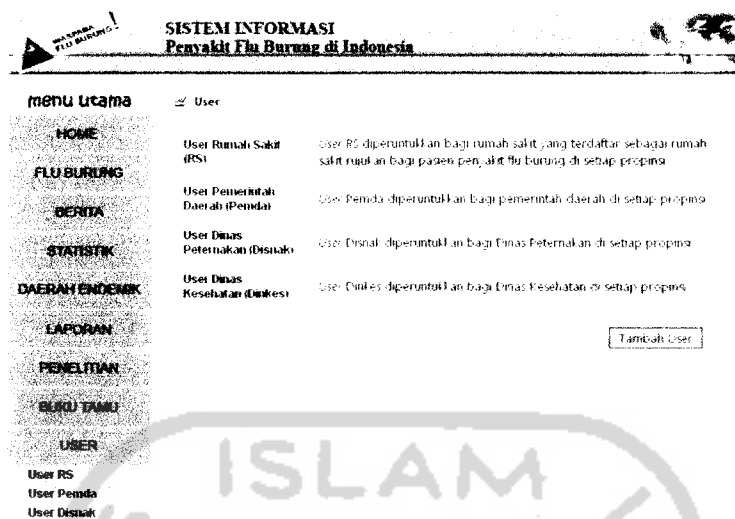 WASPADA
FLU BURUNG!
SISTEM INFORMASI
Penyakit Flu Burung di Indonesia
menu utama
HOME
FLU BURUNG
BERITA
STATISTIK
DAERAH ENDEMIK
LAPORAN
PENELITIAN
BUKU TAMU
USER
User RS
User Pemda
User Disnak
User
User Rumah Sakit
(RS)
User RS diperuntukkan bagi rumah sakit yang terdaftar sebagai rumah
sakit rujukan bagi pasien penyakit flu burung di setiap propinsi
User Pemerintah
Daerah (Pemda)
User Pemda diperuntukkan bagi pemerintah daerah di setiap propinsi
User Dinas
Peternakan (Disnak)
User Disnak diperuntukkan bagi Dinas Peternakan di setiap propinsi
User Dinas
Kesehatan (Dinkes)
User Dinkes diperuntukkan bagi Dinas Kesehatan di setiap propinsi
Tambah User
ISLAM